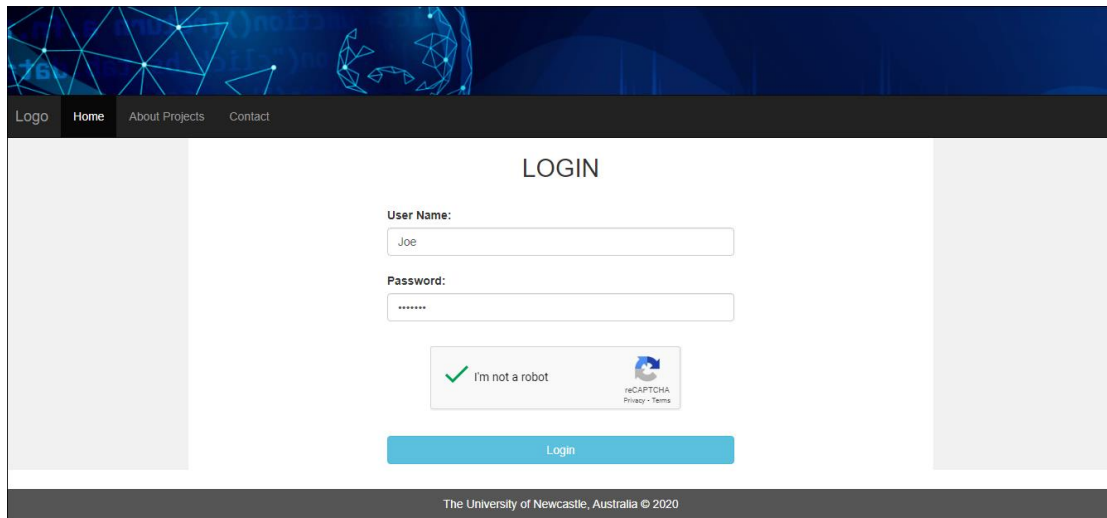 Logo Home About Projects Contact
LOGIN
User Name:
Joe
Password:
•••••••
I'm not a robot
reCAPTCHA
Privacy - Terms
Login
The University of Newcastle, Australia © 2020